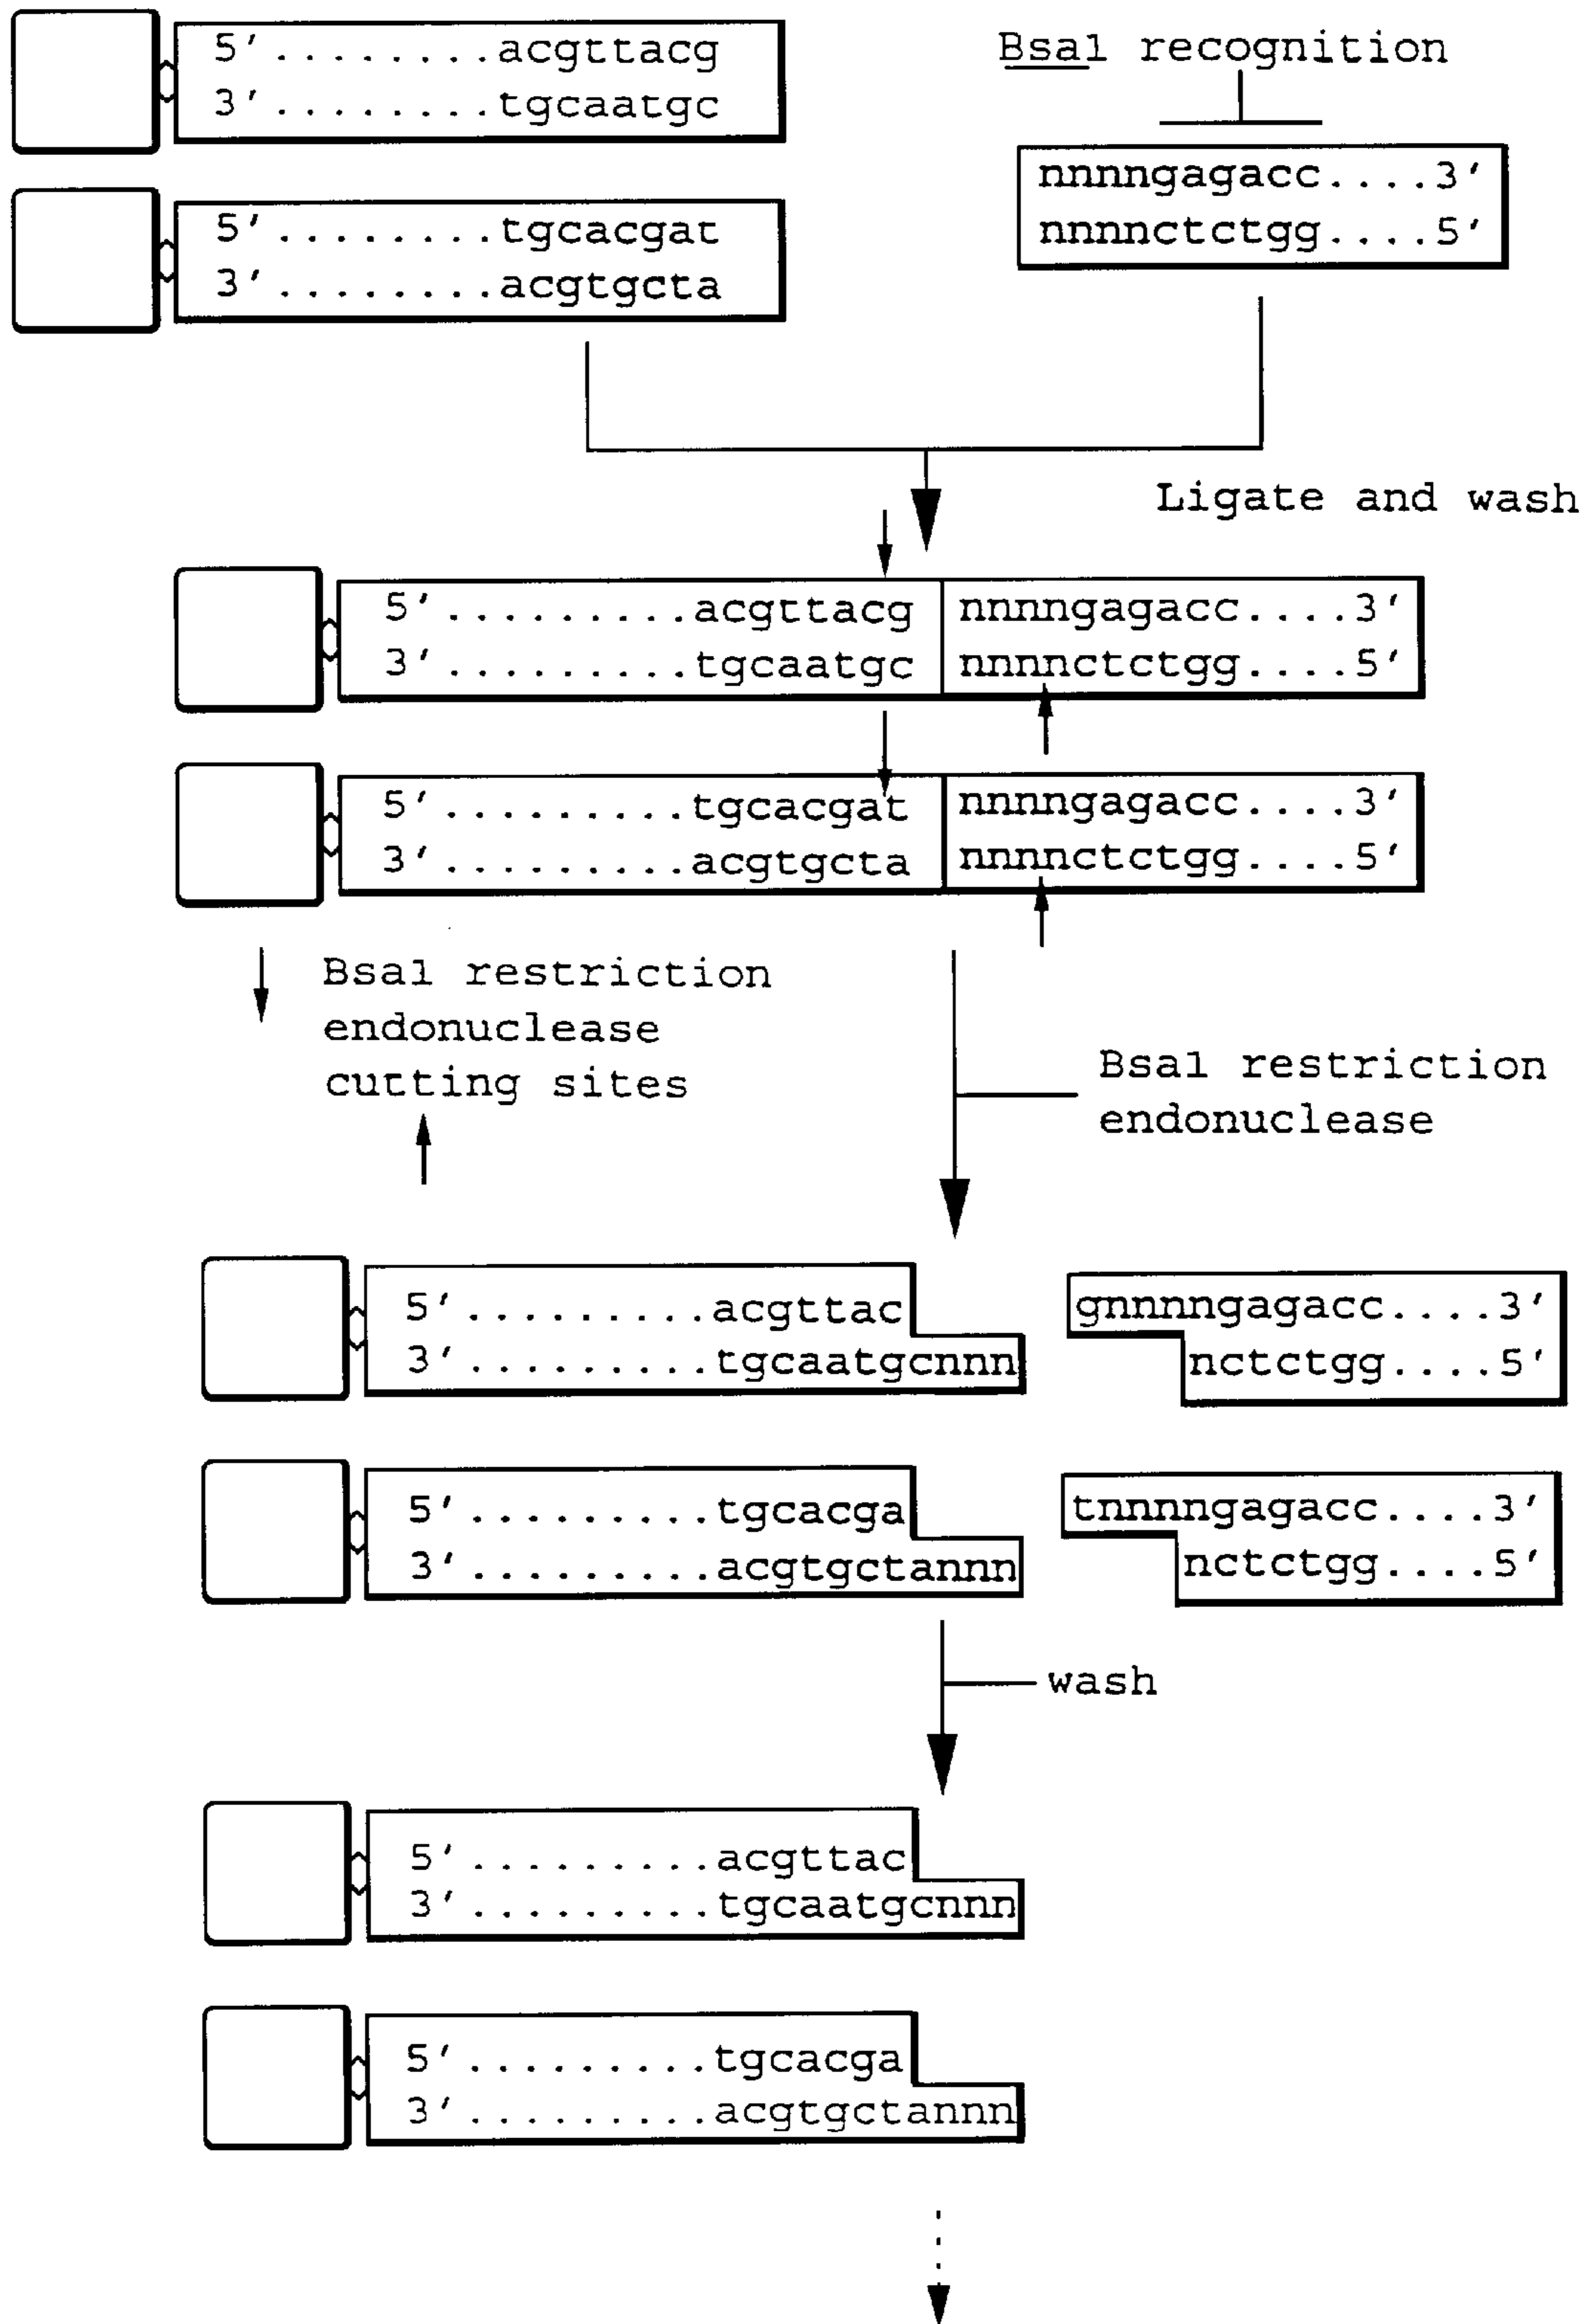 5'........acgttacg
3'........tgcaatgc
Bsa1 recognition
nnnngagacc....3'
nnnnctctgg....5'
5'........tgcacgat
3'........acgtgcta
Ligate and wash
5'.........acgttacg nnnngagacc....3'
3'.........tgcaatgc nnnnctctgg....5'
5'.........tgcacgat nnnngagacc....3'
3'.........acgtgcta nnnnctctgg....5'
Bsa1 restriction
endonuclease
cutting sites
Bsa1 restriction
endonuclease
5'.........acgttac gnnnngagacc....3'
3'.........tgcaatgcnnn nctctgg....5'
5'.........tgcacga tnnnngagacc....3'
3'.........acgtgctannn nctctgg....5'
wash
5'.........acgttac
3'.........tgcaatgcnnn
5'.........tgcacga
3'.........acgtgctannn